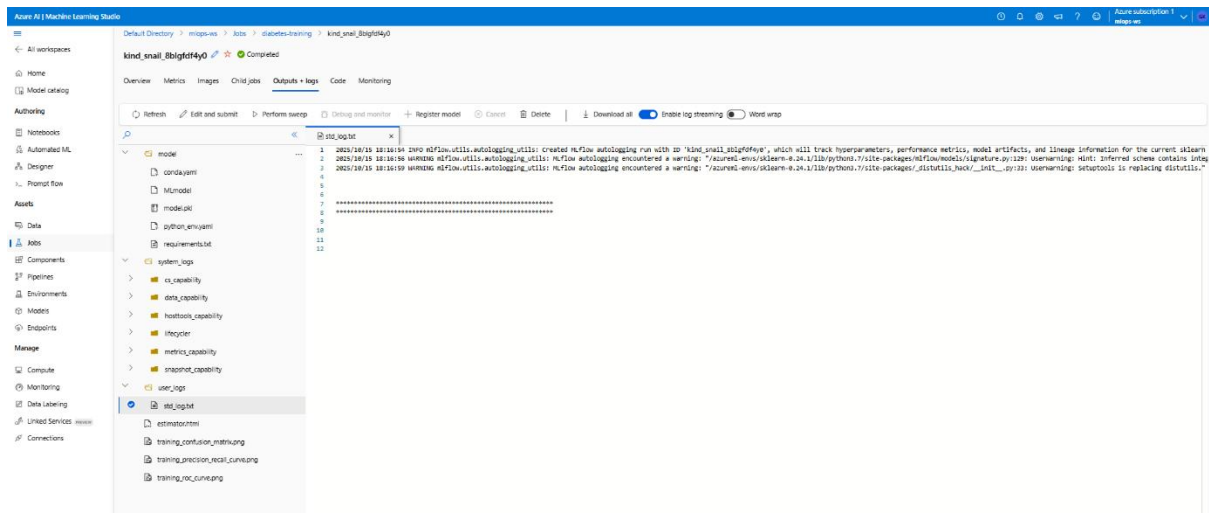 Azure AI | Machine Learning Studio
Azure subscription 1
mlops-ws
All workspaces
Home
Model catalog
Authoring
Notebooks
Automated ML
Designer
Prompt flow
Assets
Data
Jobs
Components
Pipelines
Environments
Models
Endpoints
Manage
Compute
Monitoring
Data Labeling
Linked Services PREVIEW
Connections
Default Directory > mlops-ws > Jobs > diabetes-training > kind_snail_8blgfdf4y0
kind_snail_8blgfdf4y0 Completed
Overview Metrics Images Child jobs Outputs + logs Code Monitoring
Refresh Edit and submit Perform sweep Debug and monitor Register model Cancel Delete Download all Enable log streaming Word wrap
model
conda.yaml
MLmodel
model.pkl
python_env.yaml
requirements.txt
system_logs
cs_capability
data_capability
hosttools_capability
lifecycler
metrics_capability
snapshot_capability
user_logs
std_log.txt
estimator.html
training_confusion_matrix.png
training_precision_recall_curve.png
training_roc_curve.png
std_log.txt
1 2025/10/15 18:16:54 INFO mlflow.utils.autologging_utils: Created MLflow autologging run with ID 'kind_snail_8blgfdf4y0', which will track hyperparameters, performance metrics, model artifacts, and lineage information for the current sklearn
2 2025/10/15 18:16:56 WARNING mlflow.utils.autologging_utils: MLflow autologging encountered a warning: "/azureml-envs/sklearn-0.24.1/lib/python3.7/site-packages/mlflow/models/signature.py:129: UserWarning: Hint: Inferred schema contains integ
3 2025/10/15 18:16:59 WARNING mlflow.utils.autologging_utils: MLflow autologging encountered a warning: "/azureml-envs/sklearn-0.24.1/lib/python3.7/site-packages/_distutils_hack/__init__.py:33: UserWarning: Setuptools is replacing distutils."
4
5
6
7 ************************************************************
8 ************************************************************
9
10
11
12